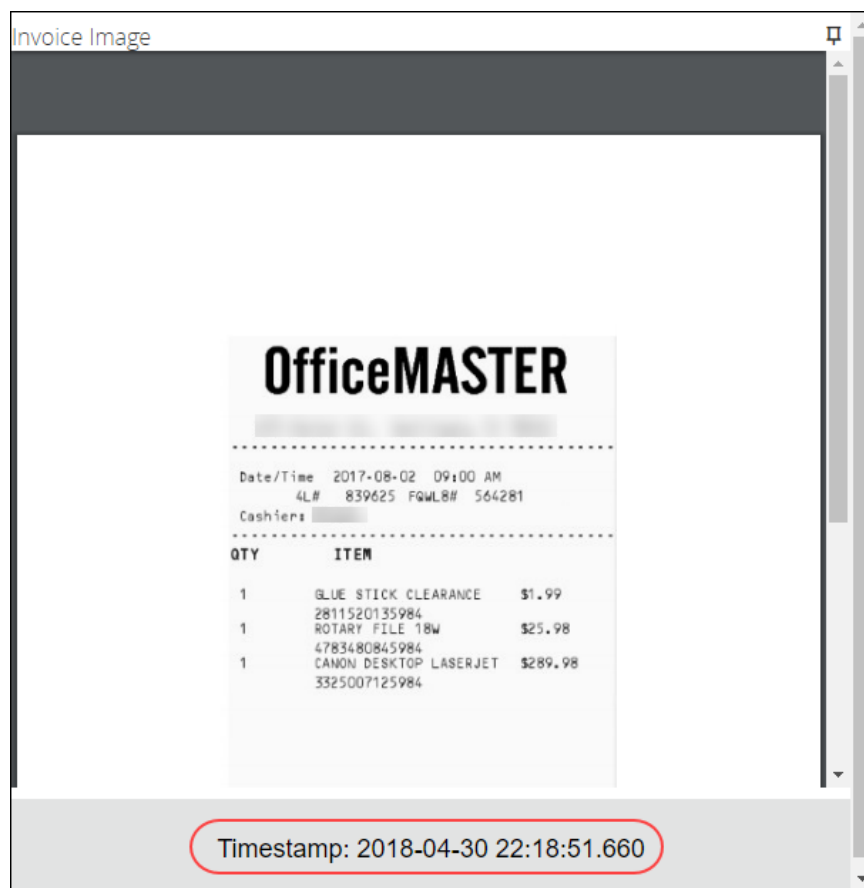 Invoice Image
OfficeMASTER
Date/Time 2017-08-02 09:00 AM
4L# 839625 FQWL8# 564281
Cashier:
QTY ITEM
1 GLUE STICK CLEARANCE $1.99
2811520135984
1 ROTARY FILE 18W $25.98
4783480845984
1 CANON DESKTOP LASERJET $289.98
3325007125984
Timestamp: 2018-04-30 22:18:51.660